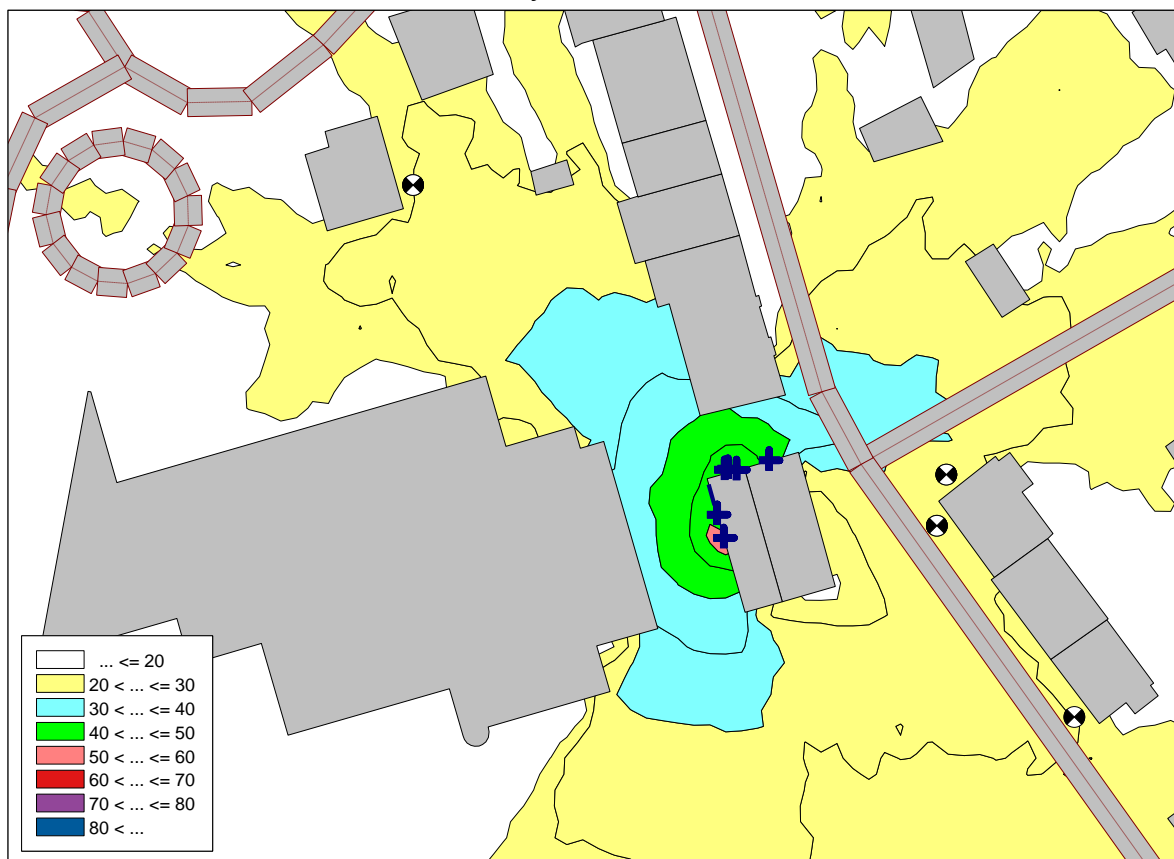 ... <= 20
20 < ... <= 30
30 < ... <= 40
40 < ... <= 50
50 < ... <= 60
60 < ... <= 70
70 < ... <= 80
80 < ...